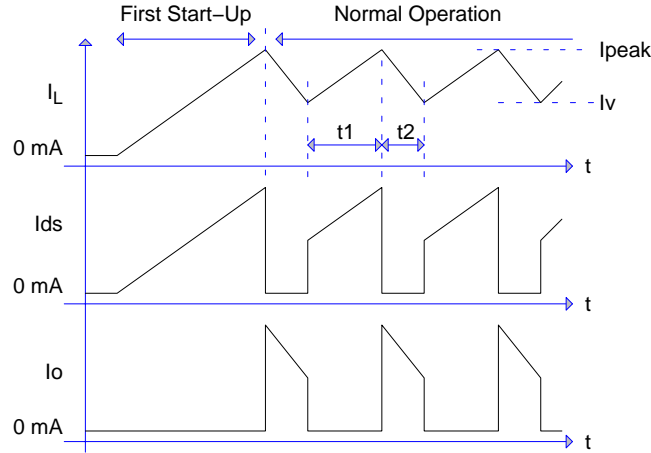 First Start–Up
Normal Operation
Ipeak
IL
Iv
t1
t2
0 mA
t
Ids
0 mA
t
Io
0 mA
t